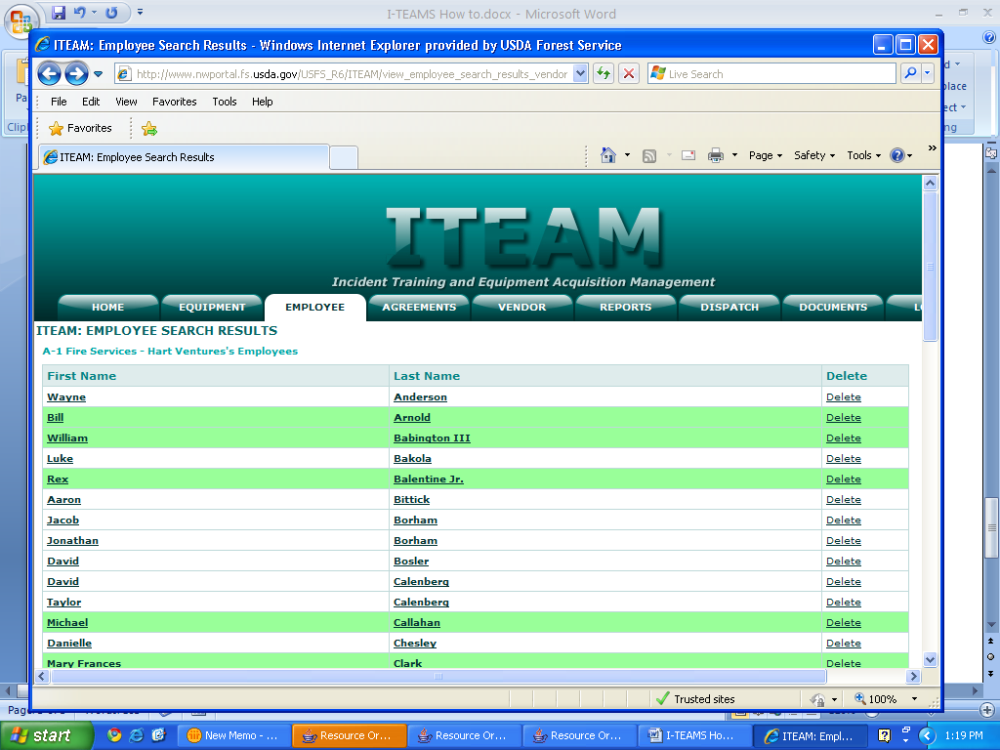 I-TEAMS How to.docx - Microsoft Word
ITEAM: Employee Search Results - Windows Internet Explorer provided by USDA Forest Service
http://www.nwportal.fs.usda.gov/USFS_R6/ITEAM/view_employee_search_results_vendor
Live Search
File Edit View Favorites Tools Help
Favorites
ITEAM: Employee Search Results
Page Safety Tools
ITEAM
Incident Training and Equipment Acquisition Management
HOME EQUIPMENT EMPLOYEE AGREEMENTS VENDOR REPORTS DISPATCH DOCUMENTS
ITEAM: EMPLOYEE SEARCH RESULTS
A-1 Fire Services - Hart Ventures's Employees
First Name Last Name Delete
Wayne Anderson Delete
Bill Arnold Delete
William Babington III Delete
Luke Bakola Delete
Rex Balentine Jr. Delete
Aaron Bittick Delete
Jacob Borham Delete
Jonathan Borham Delete
David Bosler Delete
David Calenberg Delete
Taylor Calenberg Delete
Michael Callahan Delete
Danielle Chesley Delete
Mary Frances Clark Delete
Trusted sites 100%
start New Memo - ... Resource Or... Resource Or... Resource Or... I-TEAMS Ho... ITEAM: Empl... 1:19 PM